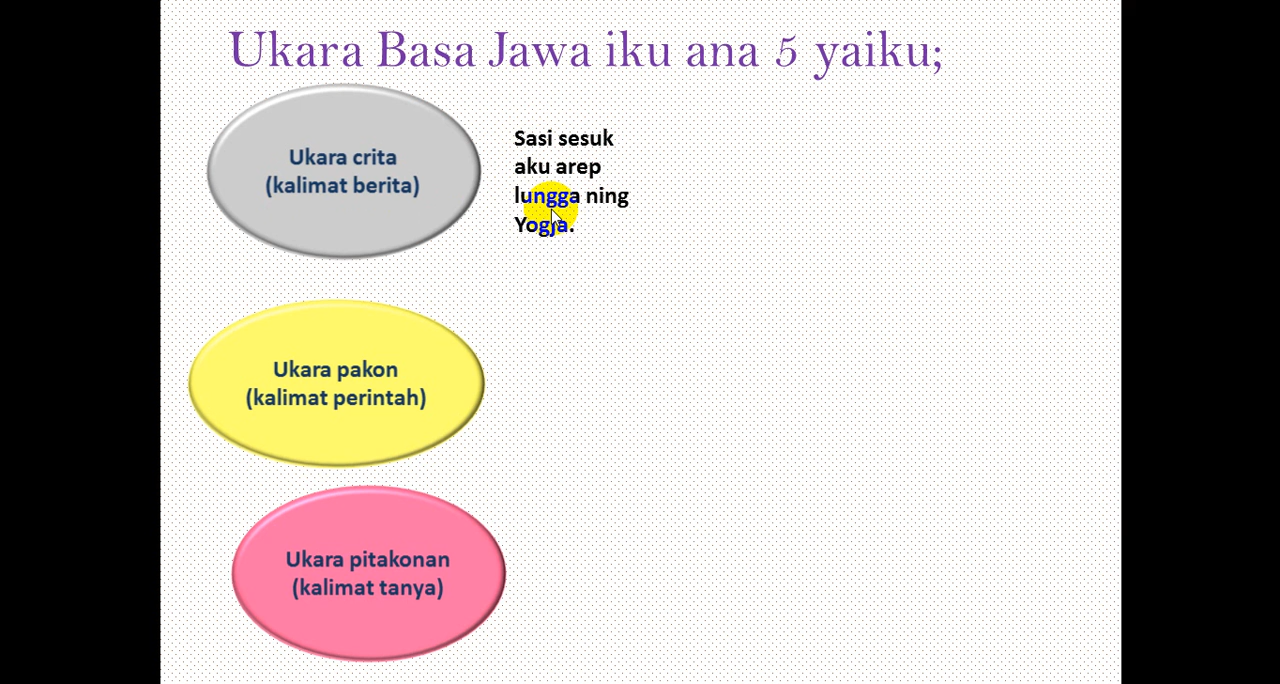 Ukara Basa Jawa iku ana 5 yaiku;
Ukara crita
(kalimat berita)
Sasi sesuk
aku arep
lungga ning
Yogja.
Ukara pakon
(kalimat perintah)
Ukara pitakonan
(kalimat tanya)